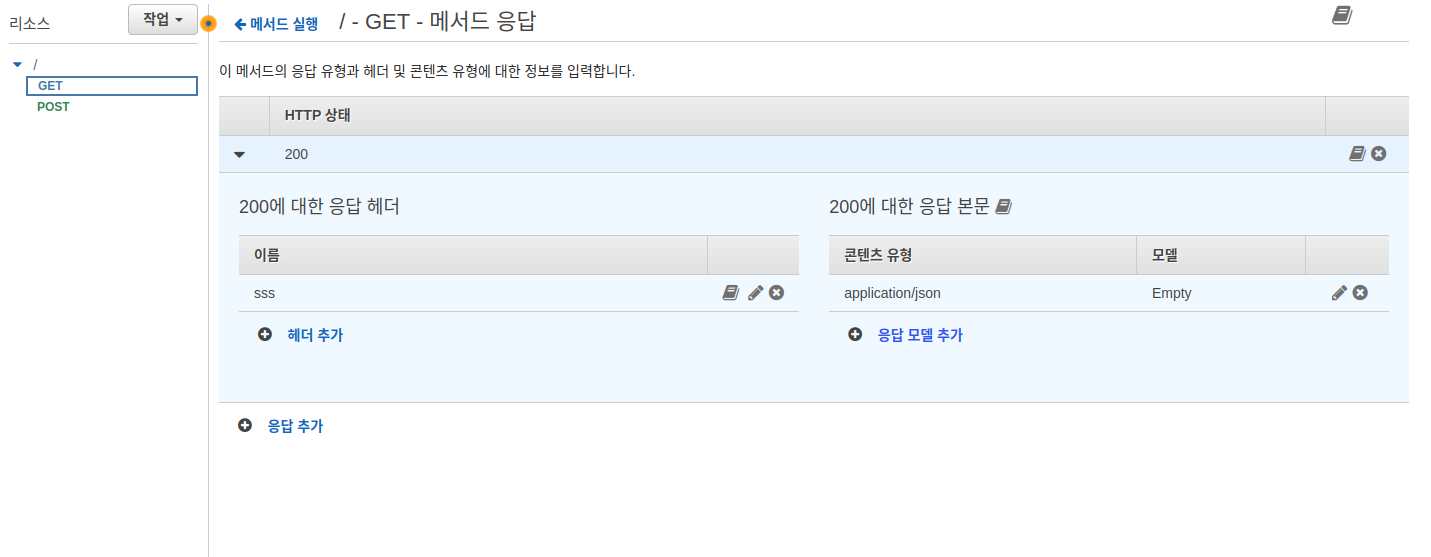 리소스
작업
/
GET
POST
메서드 실행
/ - GET - 메서드 응답
이 메서드의 응답 유형과 헤더 및 콘텐츠 유형에 대한 정보를 입력합니다.
HTTP 상태
200
200에 대한 응답 헤더
이름
sss
헤더 추가
200에 대한 응답 본문
콘텐츠 유형 모델
application/json Empty
응답 모델 추가
응답 추가